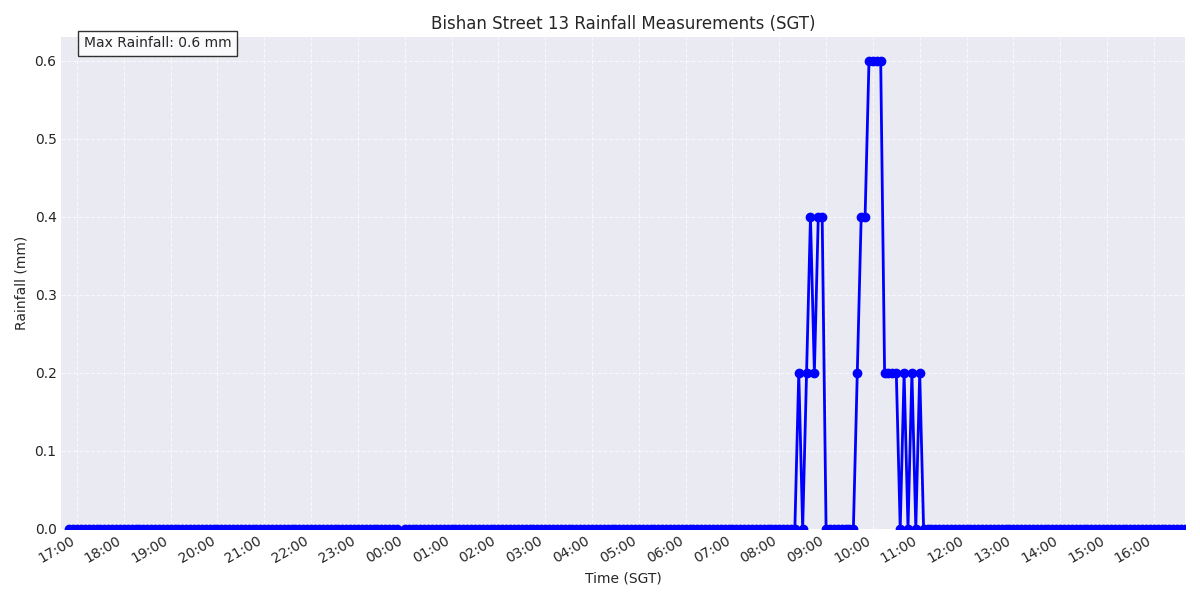 Bishan Street 13 Rainfall Measurements (SGT)
Max Rainfall: 0.6 mm
0.6
0.5
0.4
0.3
0.2
0.1
0.0
Rainfall (mm)
17:00 18:00 19:00 20:00 21:00 22:00 23:00 00:00 01:00 02:00 03:00 04:00 05:00 06:00 07:00 08:00 09:00 10:00 11:00 12:00 13:00 14:00 15:00 16:00
Time (SGT)